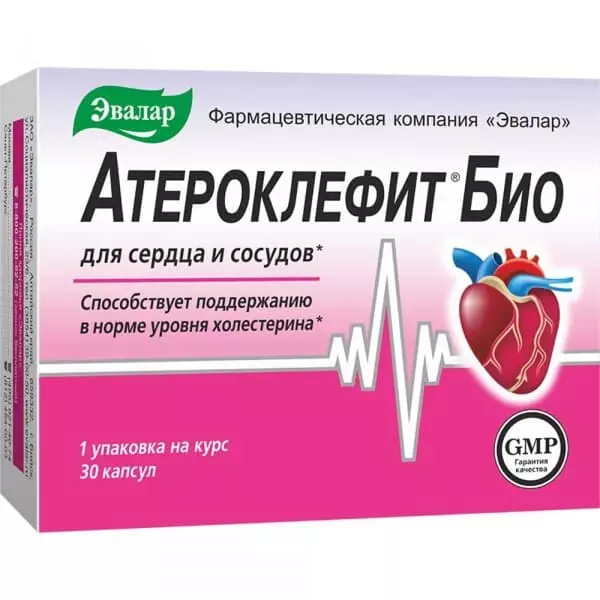 Эвалар
Фармацевтическая компания «Эвалар»
АТЕРОКЛЕФИТ® БИО
для сердца и сосудов*
Способствует поддержанию
в норме уровня холестерина*
1 упаковка на курс
30 капсул
GMP
Гарантия
качества